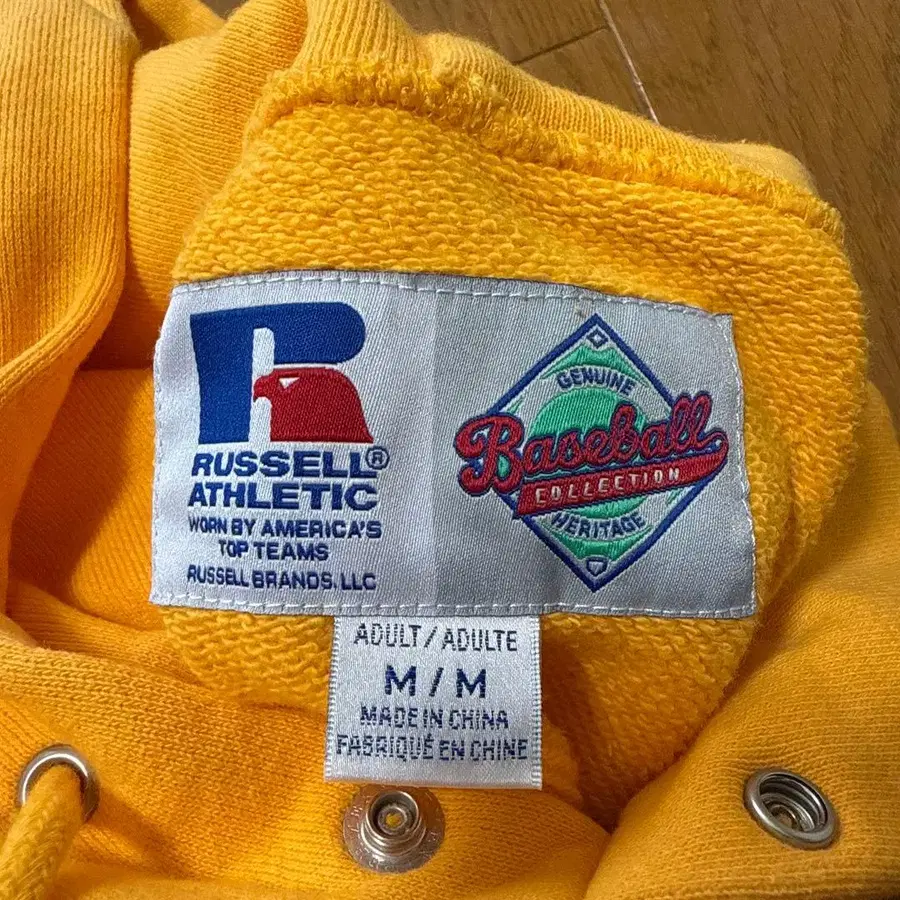 R
RUSSELL®
ATHLETIC
WORN BY AMERICA'S
TOP TEAMS
RUSSELL BRANDS, LLC
GENUINE
Baseball
COLLECTION
HERITAGE
ADULT / ADULTE
M / M
MADE IN CHINA
FABRIQUÉ EN CHINE